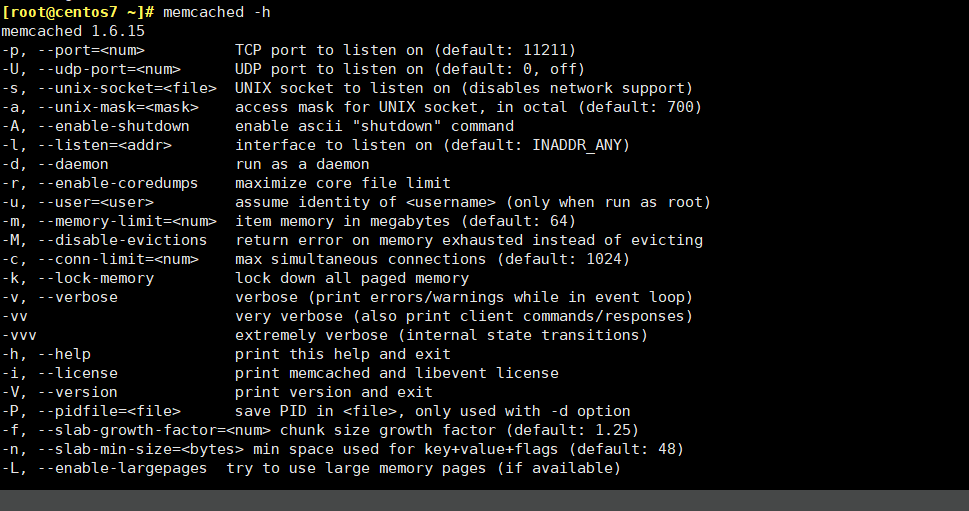 [root@centos7 ~]# memcached -h
memcached 1.6.15
-p, --port=<num>          TCP port to listen on (default: 11211)
-U, --udp-port=<num>      UDP port to listen on (default: 0, off)
-s, --unix-socket=<file>  UNIX socket to listen on (disables network support)
-a, --unix-mask=<mask>    access mask for UNIX socket, in octal (default: 700)
-A, --enable-shutdown     enable ascii "shutdown" command
-l, --listen=<addr>       interface to listen on (default: INADDR_ANY)
-d, --daemon              run as a daemon
-r, --enable-coredumps    maximize core file limit
-u, --user=<user>         assume identity of <username> (only when run as root)
-m, --memory-limit=<num>  item memory in megabytes (default: 64)
-M, --disable-evictions   return error on memory exhausted instead of evicting
-c, --conn-limit=<num>    max simultaneous connections (default: 1024)
-k, --lock-memory         lock down all paged memory
-v, --verbose             verbose (print errors/warnings while in event loop)
-vv                       very verbose (also print client commands/responses)
-vvv                      extremely verbose (internal state transitions)
-h, --help                print this help and exit
-i, --license             print memcached and libevent license
-V, --version             print version and exit
-P, --pidfile=<file>      save PID in <file>, only used with -d option
-f, --slab-growth-factor=<num> chunk size growth factor (default: 1.25)
-n, --slab-min-size=<bytes> min space used for key+value+flags (default: 48)
-L, --enable-largepages  try to use large memory pages (if available)